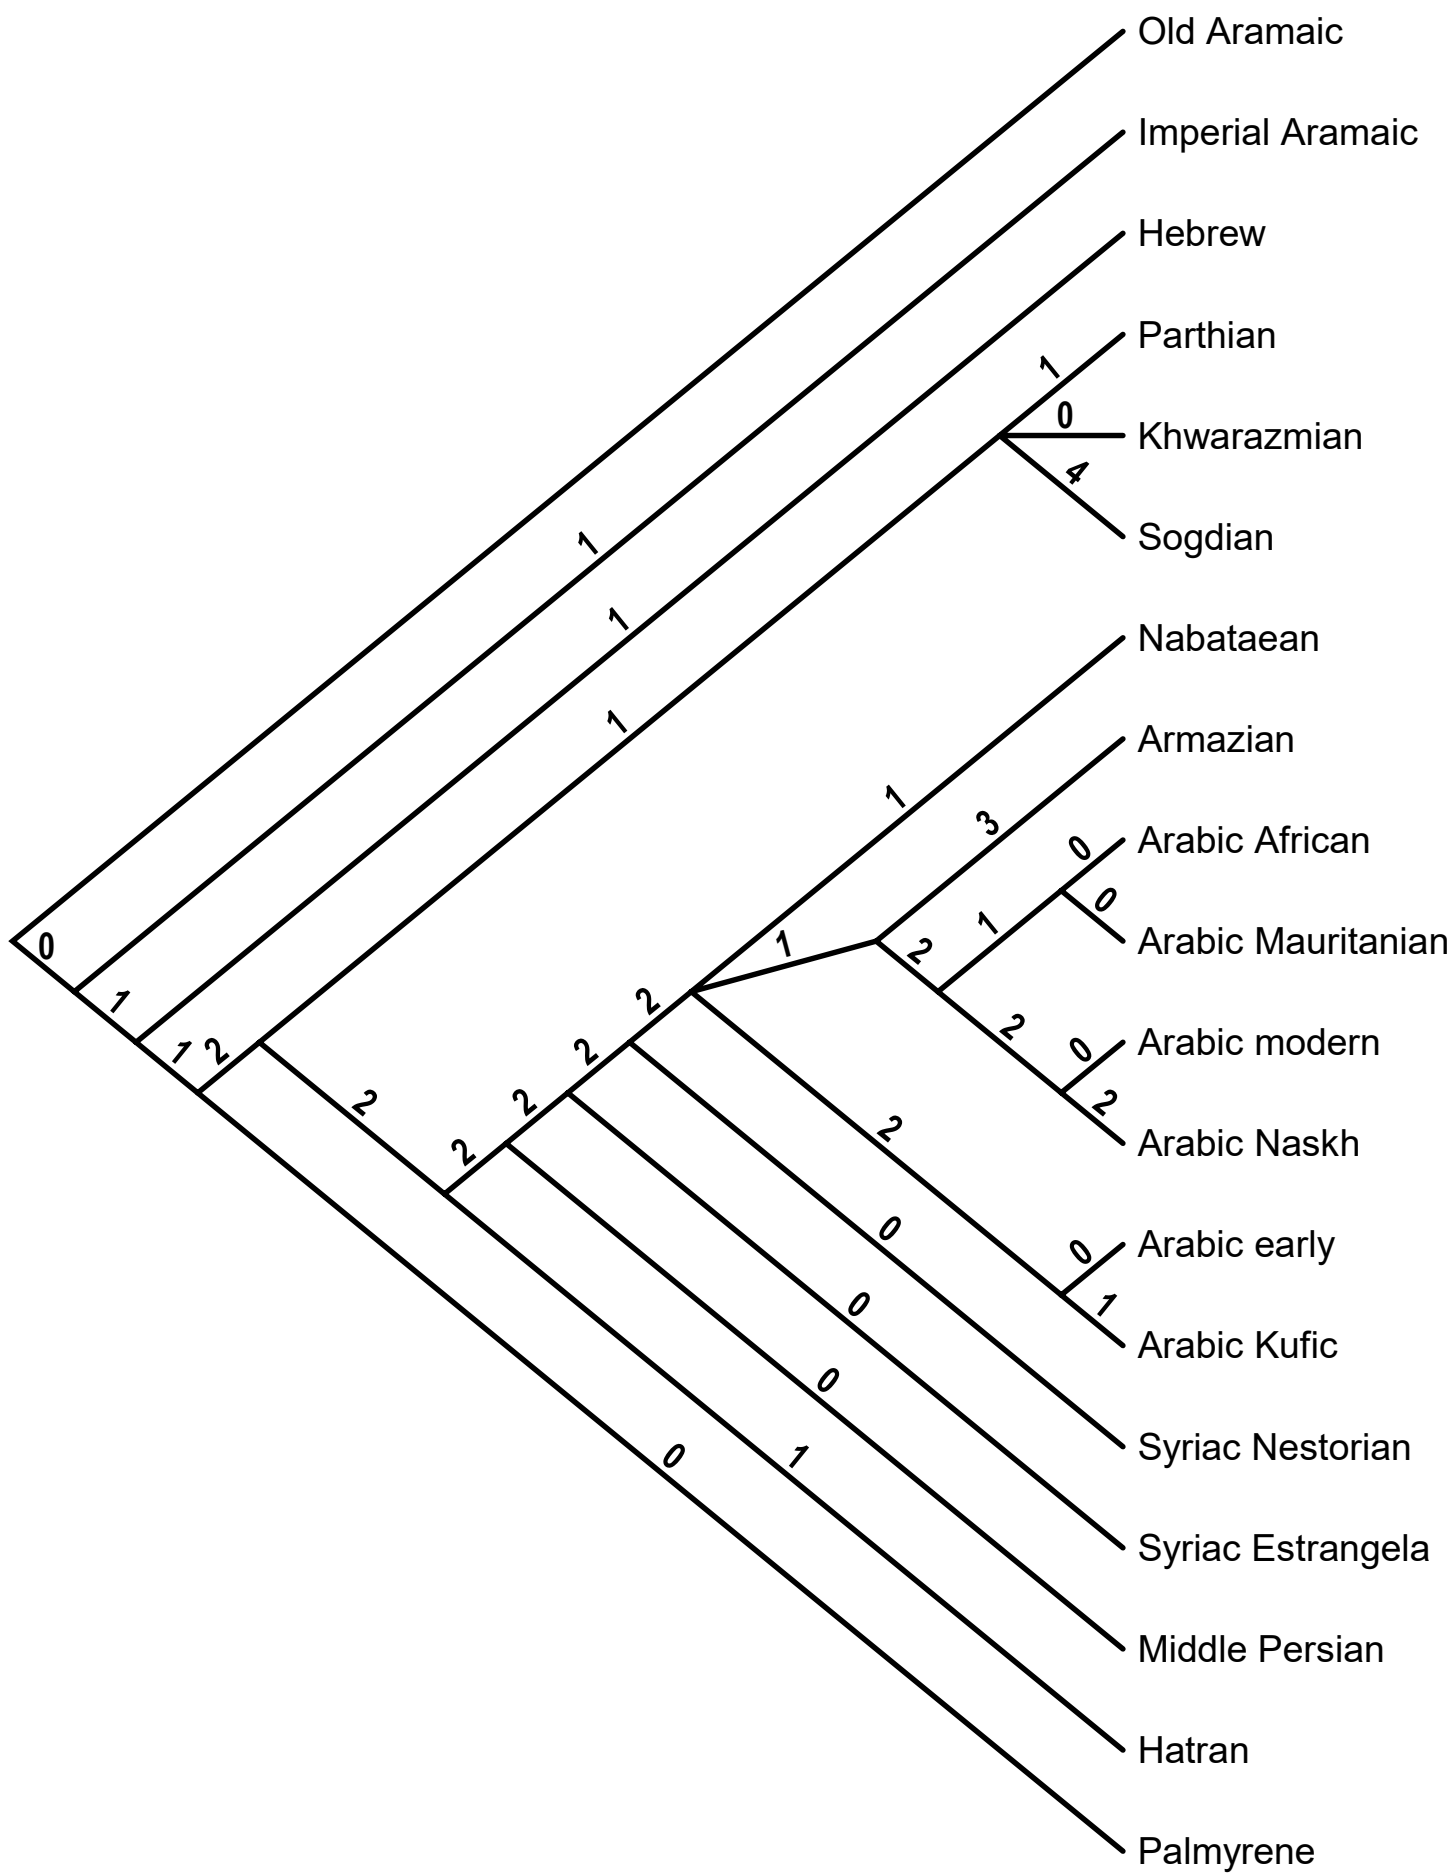 Old Aramaic
Imperial Aramaic
Hebrew
Parthian
1
0
Khwarazmian
4
Sogdian
1
1
Nabataean
1
Armazian
1
3
0
Arabic African
0
1
Arabic Mauritanian
0
1
2
1
2
2
0
Arabic modern
1
2
2
2
2
2
Arabic Naskh
2
2
0
0
Arabic early
0
1
Arabic Kufic
0
Syriac Nestorian
0
1
Syriac Estrangela
Middle Persian
Hatran
Palmyrene